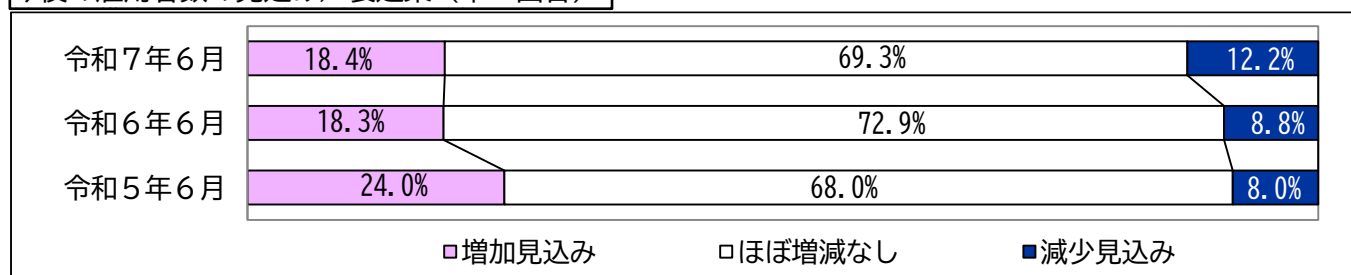 令和７年６月 18.4% 69.3% 12.2%
令和６年６月 18.3% 72.9% 8.8%
令和５年６月 24.0% 68.0% 8.0%
増加見込み ほぼ増減なし 減少見込み